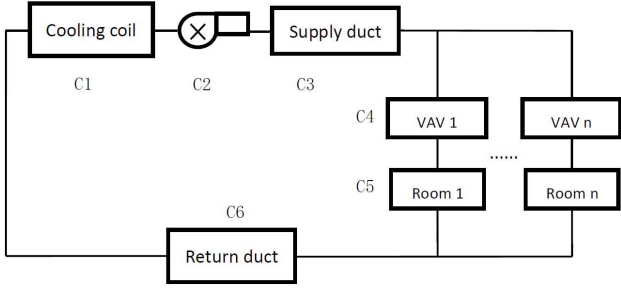 Cooling coil
Supply duct
C1
C2
C3
C4
VAV 1
VAV n
......
C5
Room 1
Room n
C6
Return duct